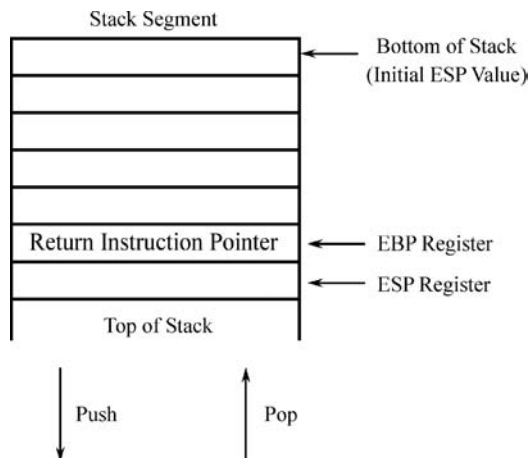 Stack Segment
Bottom of Stack
(Initial ESP Value)
Return Instruction Pointer
EBP Register
ESP Register
Top of Stack
Push
Pop